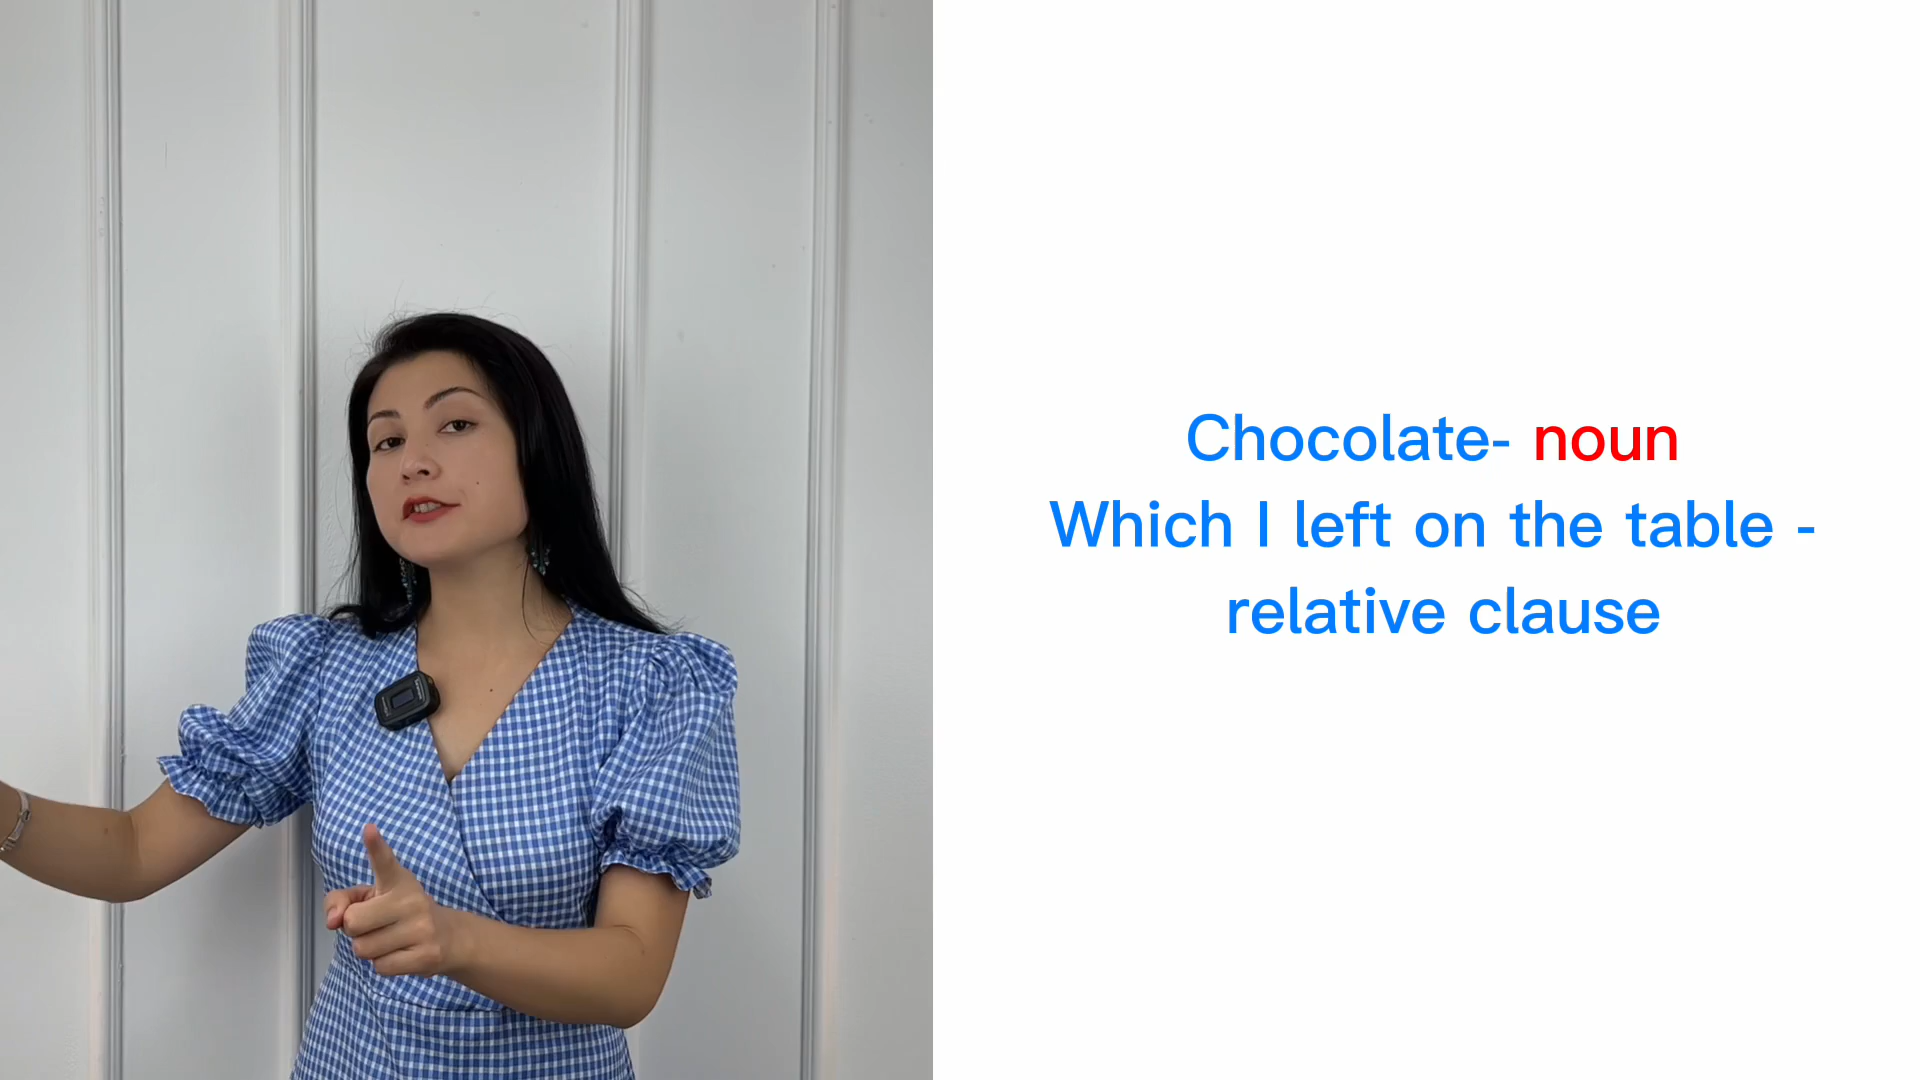 Chocolate- noun
Which I left on the table -
relative clause